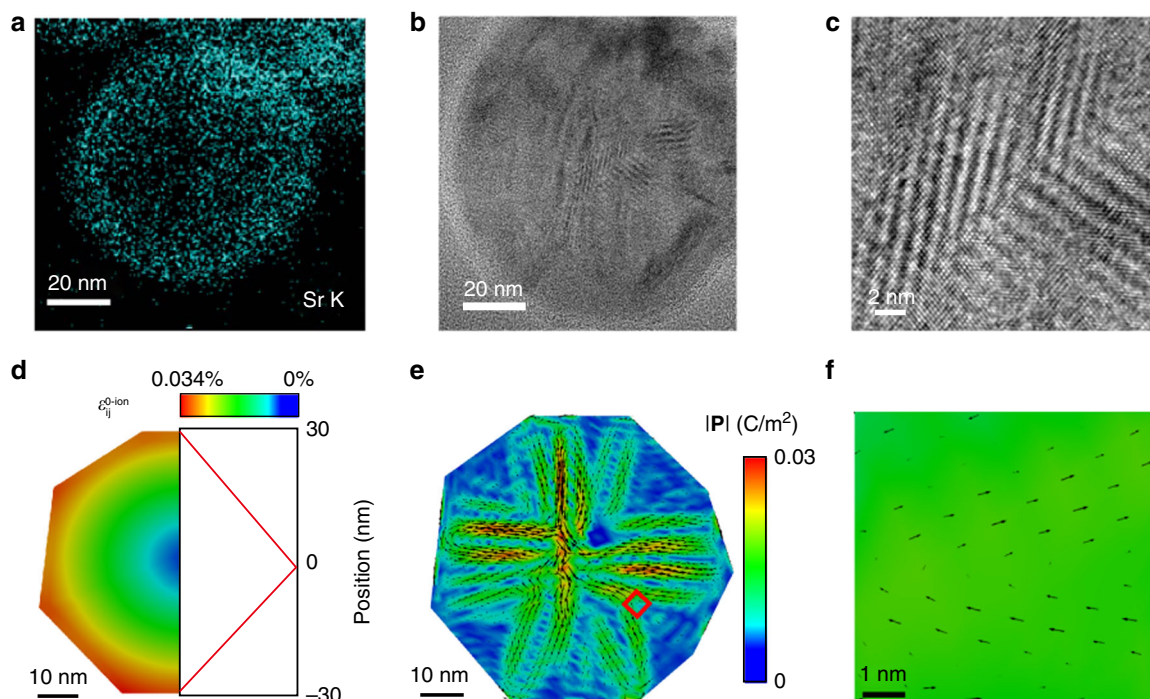 a
b
c
20 nm
Sr K
20 nm
2 nm
d
e
f
0.034%
0%
ε_ij^0-ion
30
0
–30
Position (nm)
10 nm
|P| (C/m²)
0.03
0
10 nm
1 nm